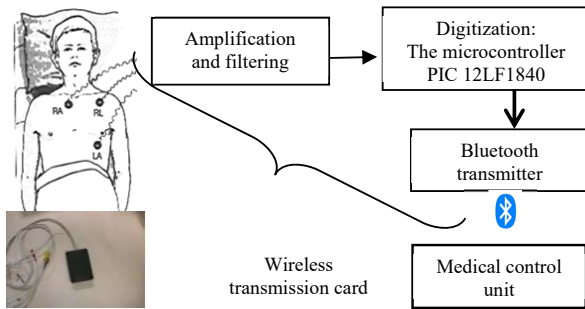 Amplification
and filtering
Digitization:
The microcontroller
PIC 12LF1840
RA
RL
LA
Bluetooth
transmitter
Wireless
transmission card
Medical control
unit